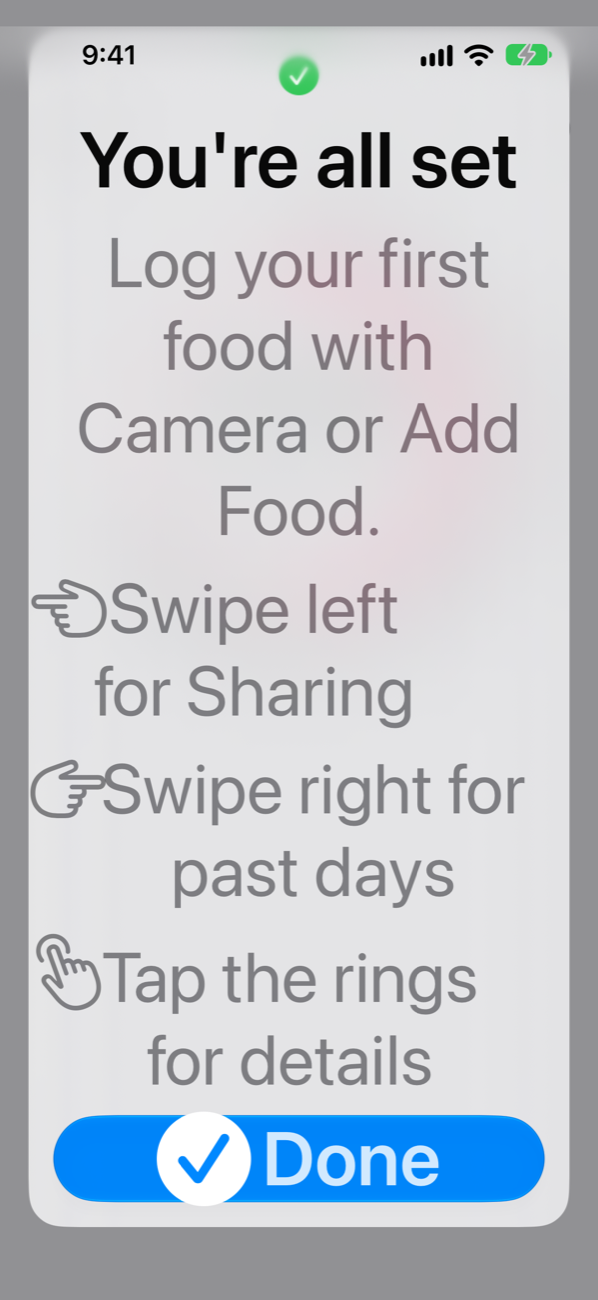 9:41
You're all set
Log your first
food with
Camera or Add
Food.
Swipe left
for Sharing
Swipe right for
past days
Tap the rings
for details
Done